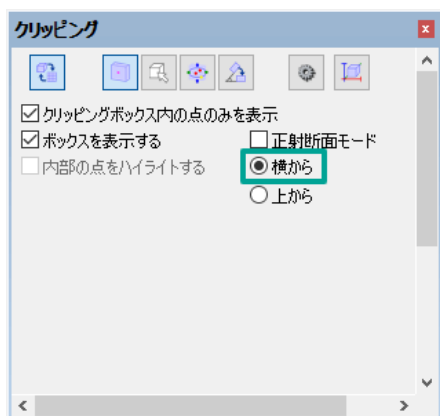 クリッピング
クリッピングボックス内の点のみを表示
ボックスを表示する
正射断面モード
内部の点をハイライトする
横から
上から